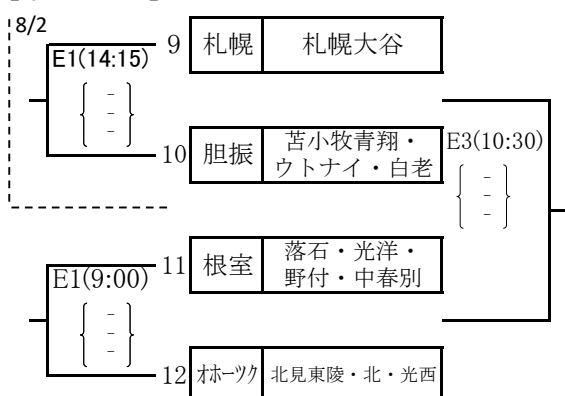 8/2
E1(14:15) 9 札幌 札幌大谷
- -
10 胆振 苫小牧青翔・
ウトナイ・白老
E3(10:30)
- -
11 根室 落石・光洋・
野付・中春別
E1(9:00)
- - -
12 オホーツク 北見東陵・北・光西